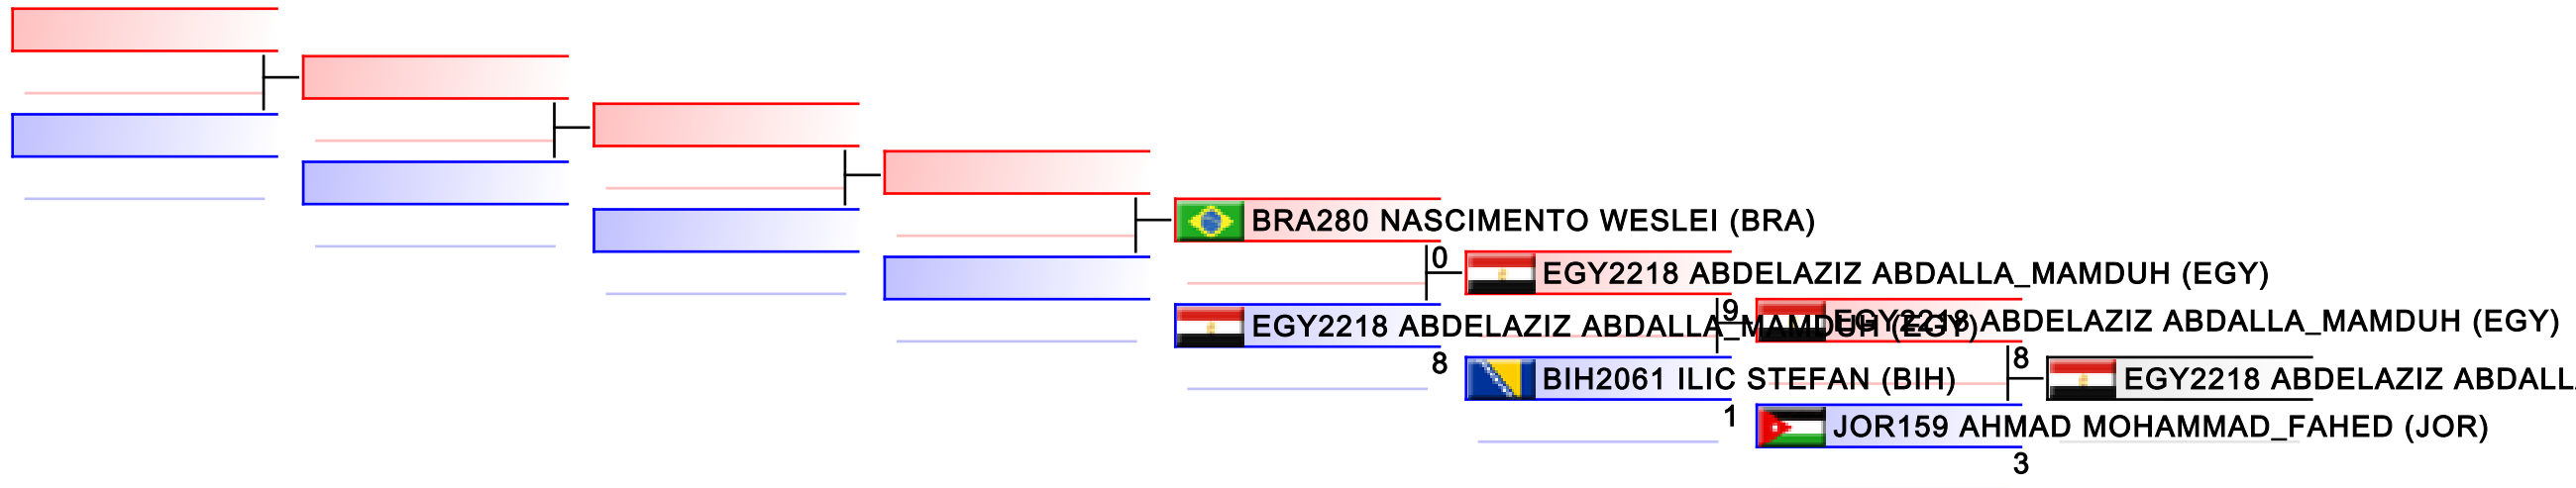 BRA280 NASCIMENTO WESLEI (BRA)
0
EGY2218 ABDELAZIZ ABDALLA_MAMDUH (EGY)
9
EGY2218 ABDELAZIZ ABDALLA_MAMDUH (EGY)
EGY2218 ABDELAZIZ ABDALLA_MAMDUH (EGY)
8
8
BIH2061 ILIC STEFAN (BIH)
EGY2218 ABDELAZIZ ABDALL
1
JOR159 AHMAD MOHAMMAD_FAHED (JOR)
3